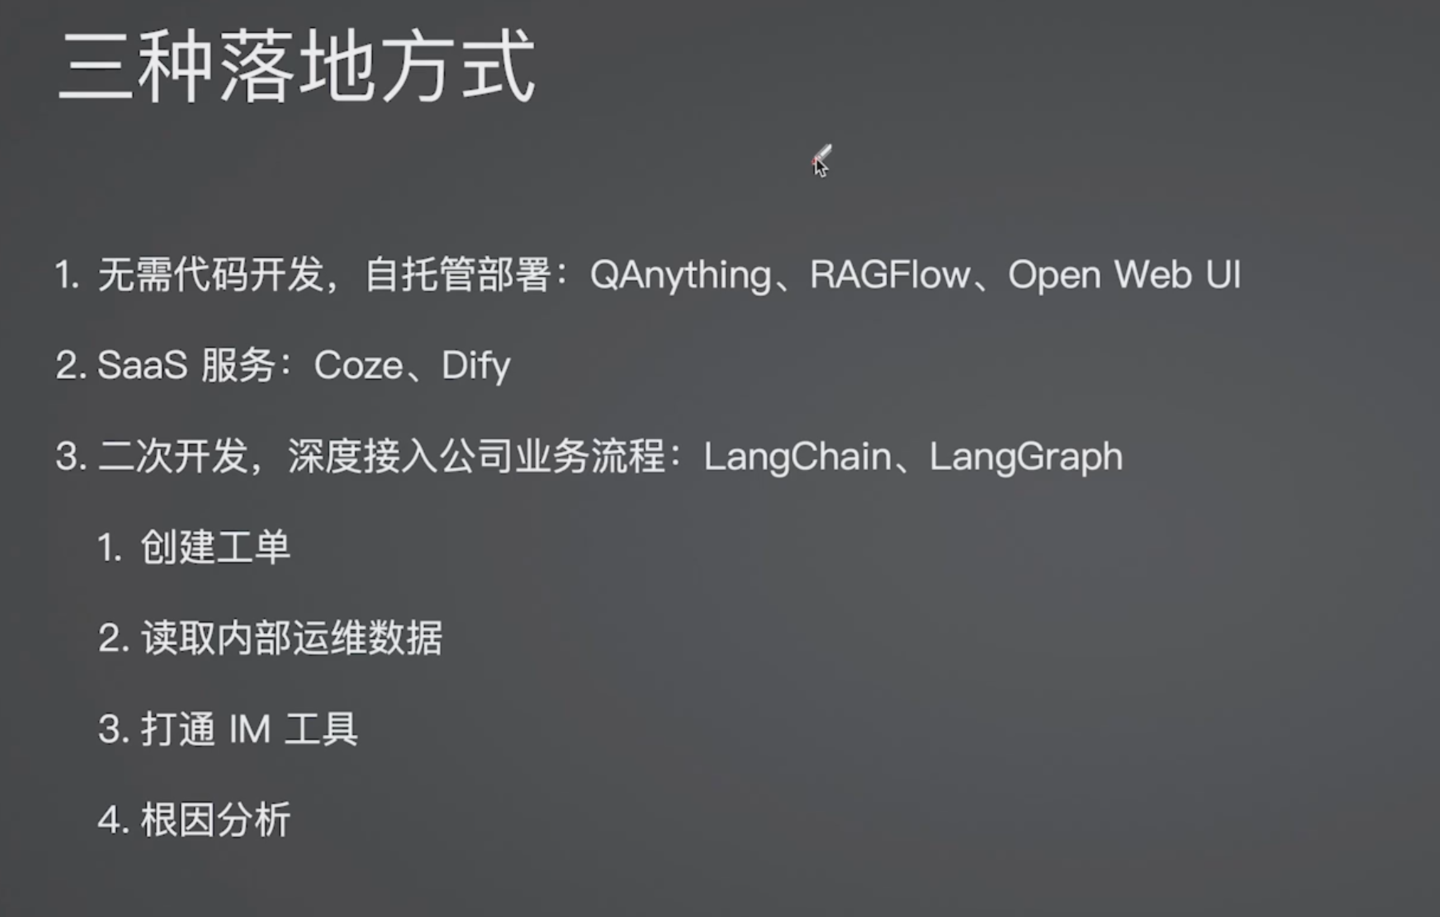 三种落地方式
1. 无需代码开发，自托管部署：QAnything、RAGFlow、Open Web UI
2. SaaS 服务：Coze、Dify
3. 二次开发，深度接入公司业务流程：LangChain、LangGraph
1. 创建工单
2. 读取内部运维数据
3. 打通 IM 工具
4. 根因分析